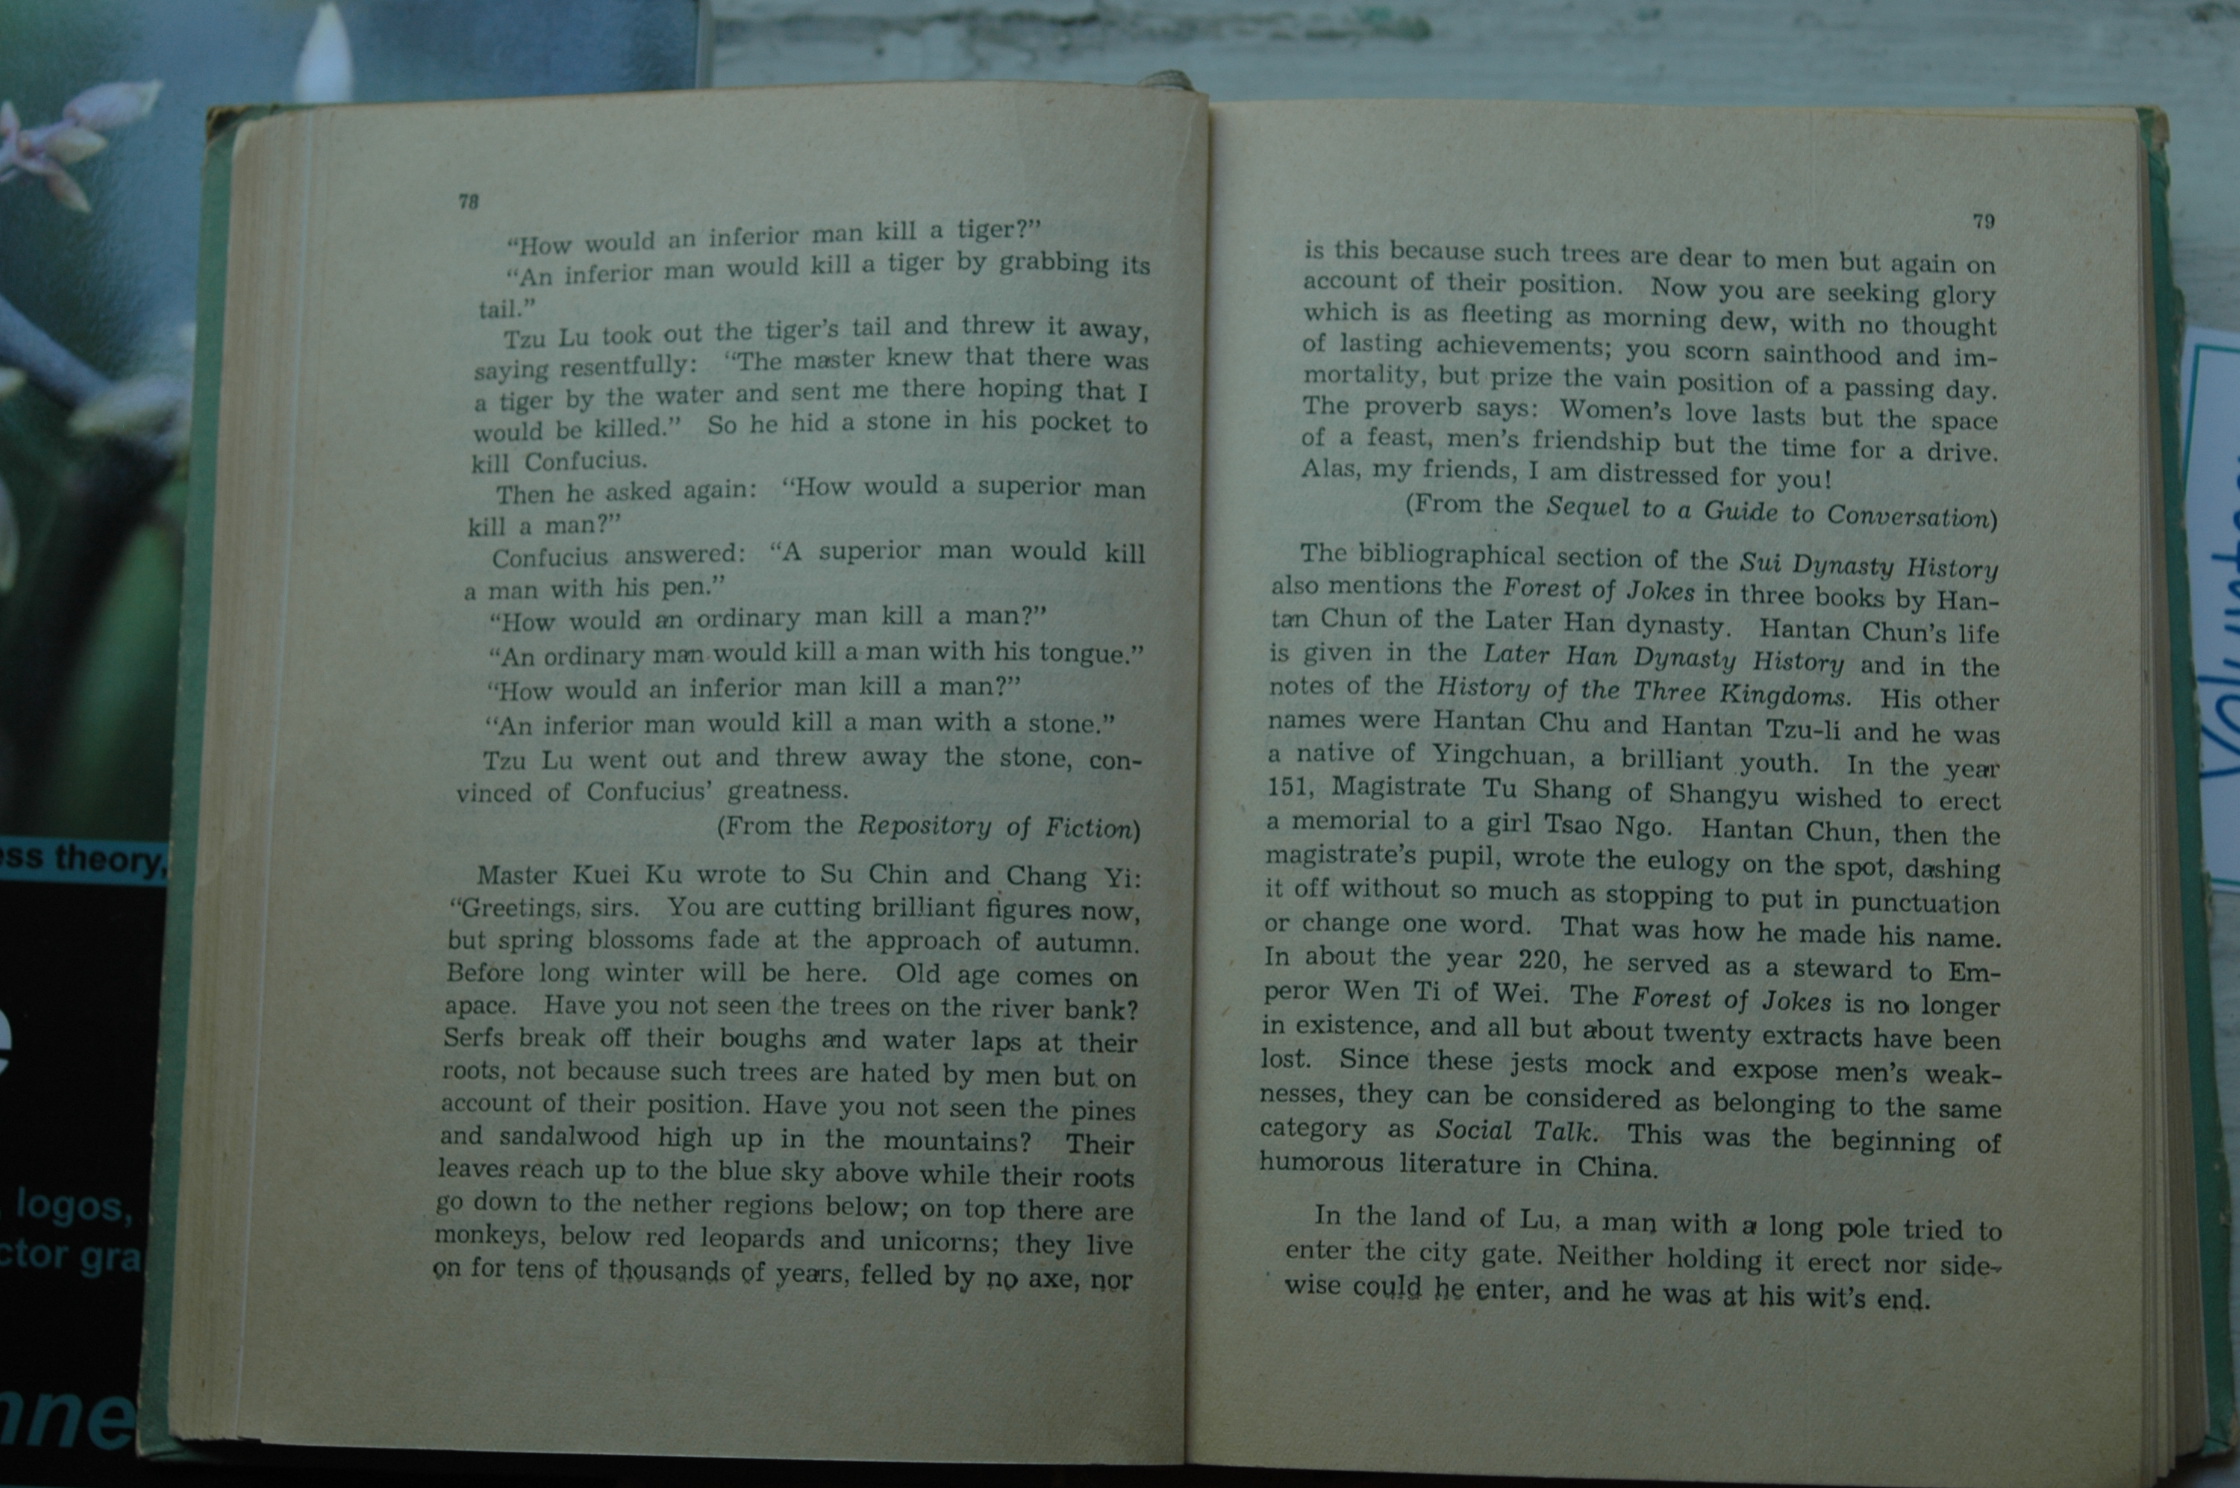 78
“How would an inferior man kill a tiger?”
“An inferior man would kill a tiger by grabbing its
tail.”
Tzu Lu took out the tiger’s tail and threw it away,
saying resentfully: “The master knew that there was
a tiger by the water and sent me there hoping that I
would be killed.” So he hid a stone in his pocket to
kill Confucius.
Then he asked again: “How would a superior man
kill a man?”
Confucius answered: “A superior man would kill
a man with his pen.”
“How would an ordinary man kill a man?”
“An ordinary man would kill a man with his tongue.”
“How would an inferior man kill a man?”
“An inferior man would kill a man with a stone.”
Tzu Lu went out and threw away the stone, con-
vinced of Confucius’ greatness.
(From the Repository of Fiction)
Master Kuei Ku wrote to Su Chin and Chang Yi:
“Greetings, sirs. You are cutting brilliant figures now,
but spring blossoms fade at the approach of autumn.
Before long winter will be here. Old age comes on
apace. Have you not seen the trees on the river bank?
Serfs break off their boughs and water laps at their
roots, not because such trees are hated by men but on
account of their position. Have you not seen the pines
and sandalwood high up in the mountains? Their
leaves reach up to the blue sky above while their roots
go down to the nether regions below; on top there are
monkeys, below red leopards and unicorns; they live
on for tens of thousands of years, felled by no axe, nor
79
is this because such trees are dear to men but again on
account of their position. Now you are seeking glory
which is as fleeting as morning dew, with no thought
of lasting achievements; you scorn sainthood and im-
mortality, but prize the vain position of a passing day.
The proverb says: Women’s love lasts but the space
of a feast, men’s friendship but the time for a drive.
Alas, my friends, I am distressed for you!
(From the Sequel to a Guide to Conversation)
The bibliographical section of the Sui Dynasty History
also mentions the Forest of Jokes in three books by Han-
tan Chun of the Later Han dynasty. Hantan Chun’s life
is given in the Later Han Dynasty History and in the
notes of the History of the Three Kingdoms. His other
names were Hantan Chu and Hantan Tzu-li and he was
a native of Yingchuan, a brilliant youth. In the year
151, Magistrate Tu Shang of Shangyu wished to erect
a memorial to a girl Tsao Ngo. Hantan Chun, then the
magistrate’s pupil, wrote the eulogy on the spot, dashing
it off without so much as stopping to put in punctuation
or change one word. That was how he made his name.
In about the year 220, he served as a steward to Em-
peror Wen Ti of Wei. The Forest of Jokes is no longer
in existence, and all but about twenty extracts have been
lost. Since these jests mock and expose men’s weak-
nesses, they can be considered as belonging to the same
category as Social Talk. This was the beginning of
humorous literature in China.
In the land of Lu, a man with a long pole tried to
enter the city gate. Neither holding it erect nor side-
wise could he enter, and he was at his wit’s end.
ess theory,
e
logos,
ctor gra
nne